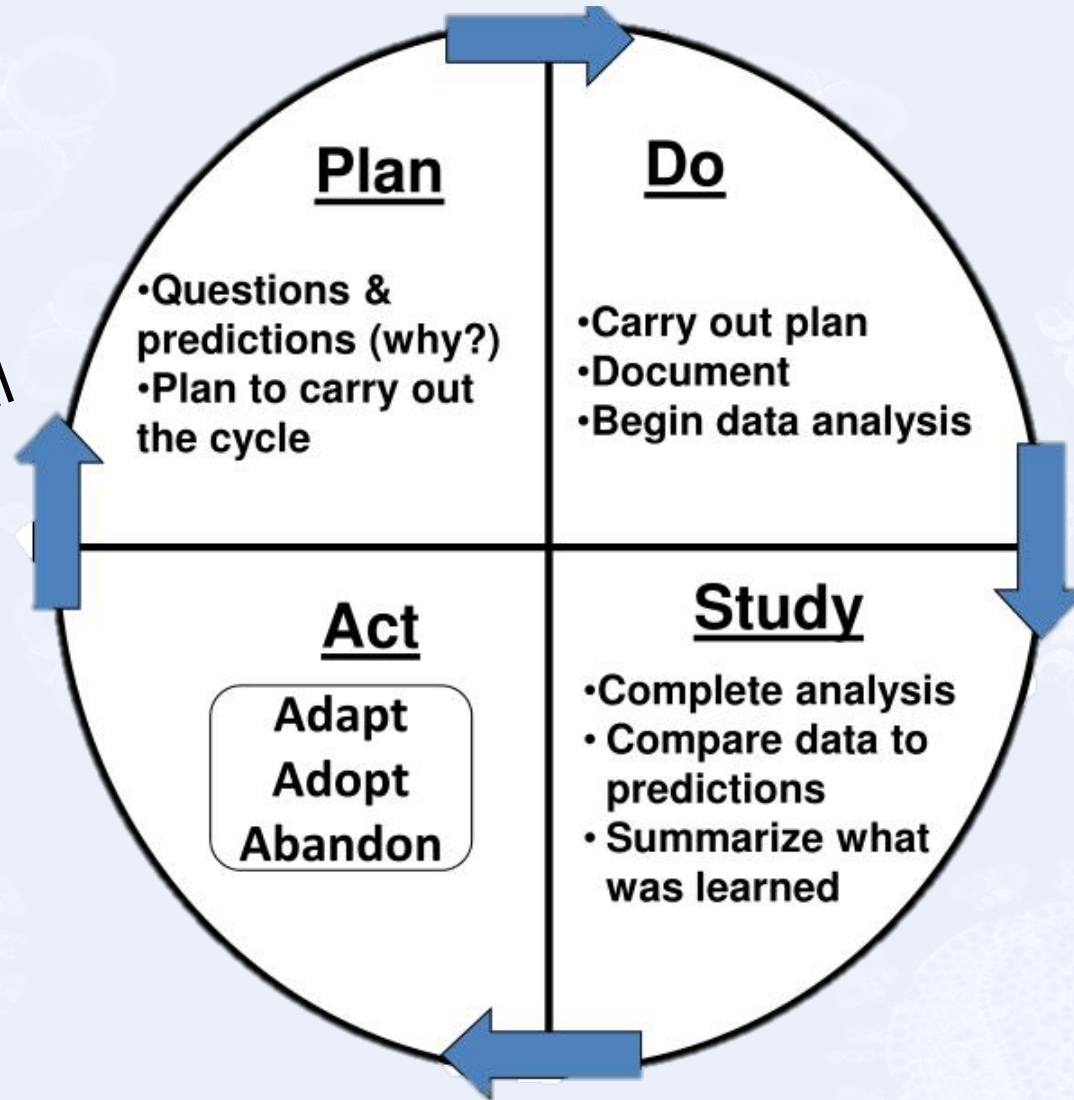 Plan
•Questions &
predictions (why?)
•Plan to carry out
the cycle
Do
•Carry out plan
•Document
•Begin data analysis
Study
•Complete analysis
• Compare data to
predictions
• Summarize what
was learned
Act
Adapt
Adopt
Abandon